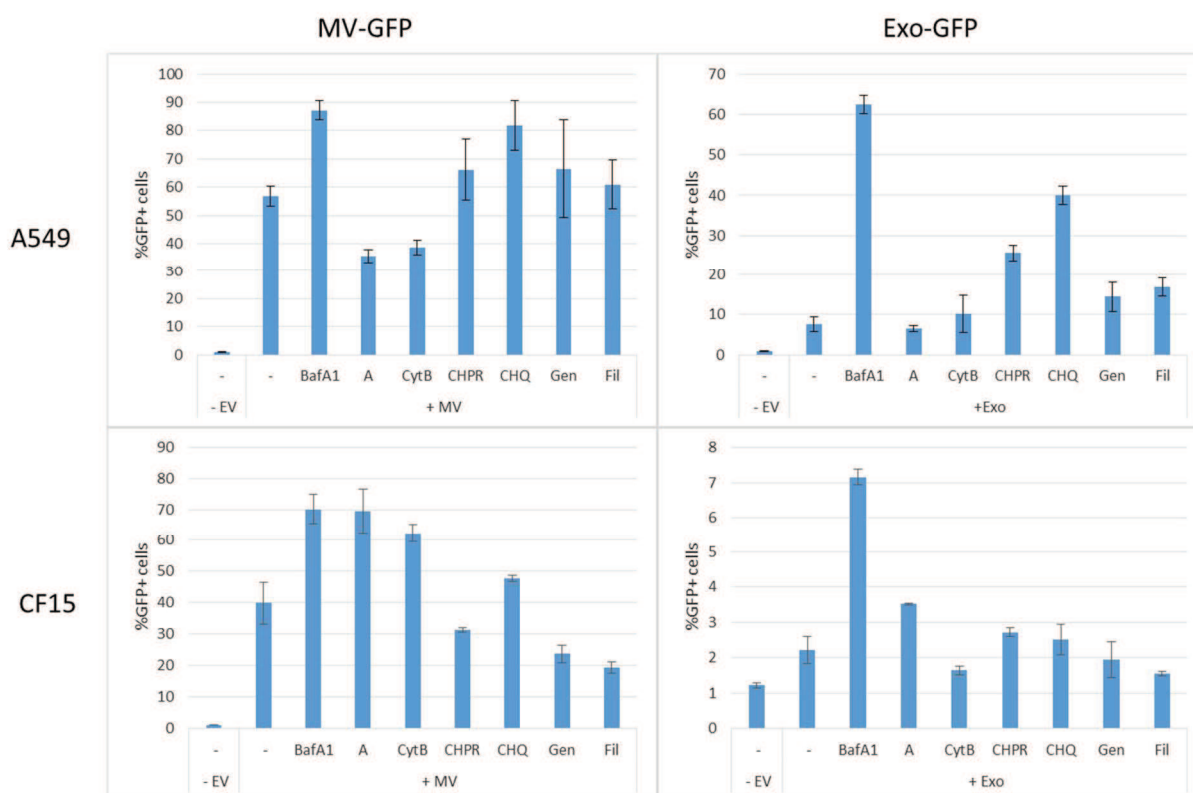 MV-GFP Exo-GFP
A549
%GFP+ cells
100
90
80
70
60
50
40
30
20
10
0
- - BafA1 A CytB CHPR CHQ Gen Fil
- EV + MV
%GFP+ cells
70
60
50
40
30
20
10
0
- - BafA1 A CytB CHPR CHQ Gen Fil
- EV +Exo
CF15
%GFP+ cells
90
80
70
60
50
40
30
20
10
0
- - BafA1 A CytB CHPR CHQ Gen Fil
- EV + MV
%GFP+ cells
8
7
6
5
4
3
2
1
0
- - BafA1 A CytB CHPR CHQ Gen Fil
- EV + Exo